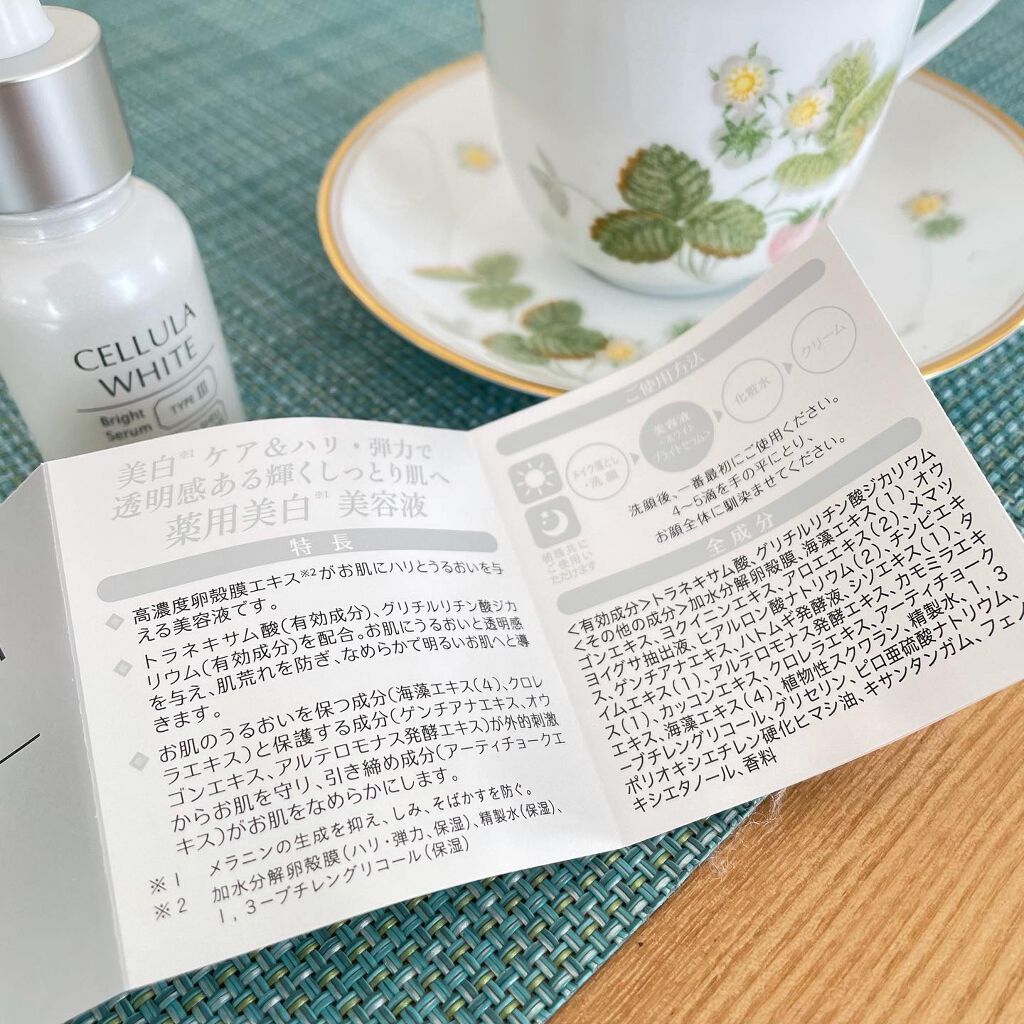 CELLULA
WHITE
Bright
Serum
TYPE III
美白※1 ケア&ハリ・弾力で
透明感ある輝くしっとり肌へ
薬用美白※1 美容液
特 長
高濃度卵殻膜エキス※2がお肌にハリとうるおいを与
える美容液です。
トラネキサム酸(有効成分)、グリチルリチン酸ジカ
リウム(有効成分)を配合。お肌にうるおいと透明感
を与え、肌荒れを防ぎ、なめらかで明るいお肌へと導
きます。
お肌のうるおいを保つ成分(海藻エキス(4)、クロレ
ラエキス)と保護する成分(ゲンチアナエキス、オウ
ゴンエキス、アルテロモナス発酵エキス)が外的刺激
からお肌を守り、引き締め成分(アーティチョークエ
キス)がお肌をなめらかにします。
※1 メラニンの生成を抑え、しみ、そばかすを防ぐ。
※2 加水分解卵殻膜(ハリ・弾力、保湿)、精製水(保湿)、
1,3－ブチレングリコール(保湿)
ご使用方法
メイク落とし
・洗顔
美容液
ホワイト
ブライトセラム
化粧水
クリーム
朝晩共に
ご使用い
ただけます
洗顔後、一番最初にご使用ください。
4～5滴を手の平にとり、
お顔全体に馴染ませてください。
全成分
<有効成分>トラネキサム酸、グリチルリチン酸ジカリウム
<その他の成分>加水分解卵殻膜、海藻エキス(1)、オウ
ゴンエキス、ヨクイニンエキス、アロエエキス(2)、メマツ
ヨイグサ抽出液、ヒアルロン酸ナトリウム(2)、チンピエキ
ス、ゲンチアナエキス、ハトムギ発酵液、シソエキス(1)、タ
イムエキス(1)、アルテロモナス発酵エキス、カモミラエキ
ス(1)、カッコンエキス、クロレラエキス、アーティチョーク
エキス、海藻エキス(4)、植物性スクワラン、精製水、1,3
－ブチレングリコール、グリセリン、ピロ亜硫酸ナトリウム、
ポリオキシエチレン硬化ヒマシ油、キサンタンガム、フェノ
キシエタノール、香料